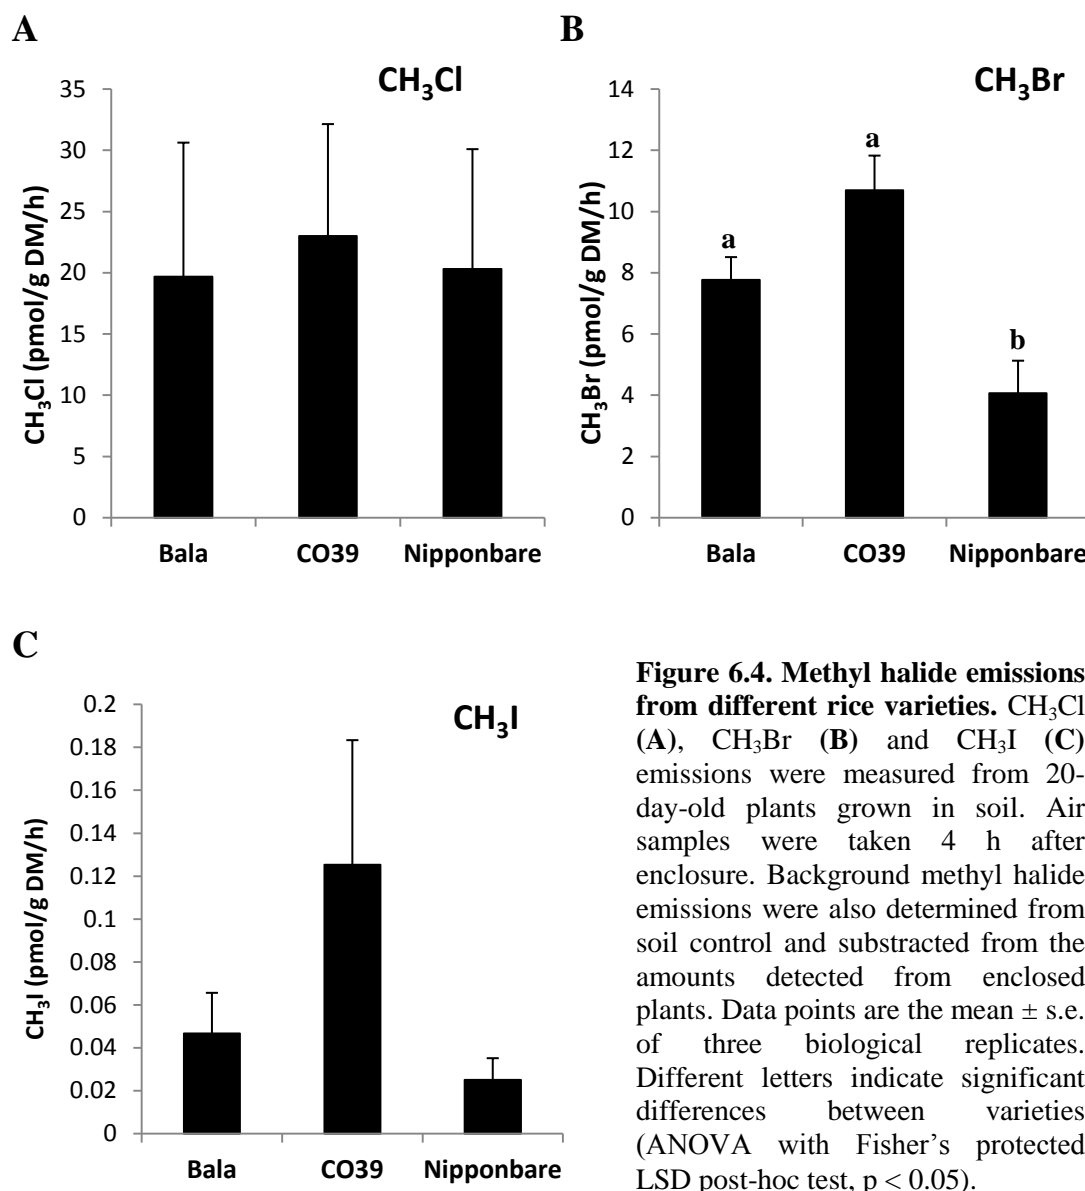 A
CH₃Cl
CH₃Cl (pmol/g DM/h)
35
30
25
20
15
10
5
0
Bala CO39 Nipponbare
B
CH₃Br
CH₃Br (pmol/g DM/h)
14
12
10
8
6
4
2
0
a
a
b
Bala CO39 Nipponbare
C
CH₃I
CH₃I (pmol/g DM/h)
0.2
0.18
0.16
0.14
0.12
0.1
0.08
0.06
0.04
0.02
0
Bala CO39 Nipponbare
Figure 6.4. Methyl halide emissions
from different rice varieties. CH₃Cl
(A), CH₃Br (B) and CH₃I (C)
emissions were measured from 20-
day-old plants grown in soil. Air
samples were taken 4 h after
enclosure. Background methyl halide
emissions were also determined from
soil control and substracted from the
amounts detected from enclosed
plants. Data points are the mean ± s.e.
of three biological replicates.
Different letters indicate significant
differences between varieties
(ANOVA with Fisher's protected
LSD post-hoc test, p < 0.05).